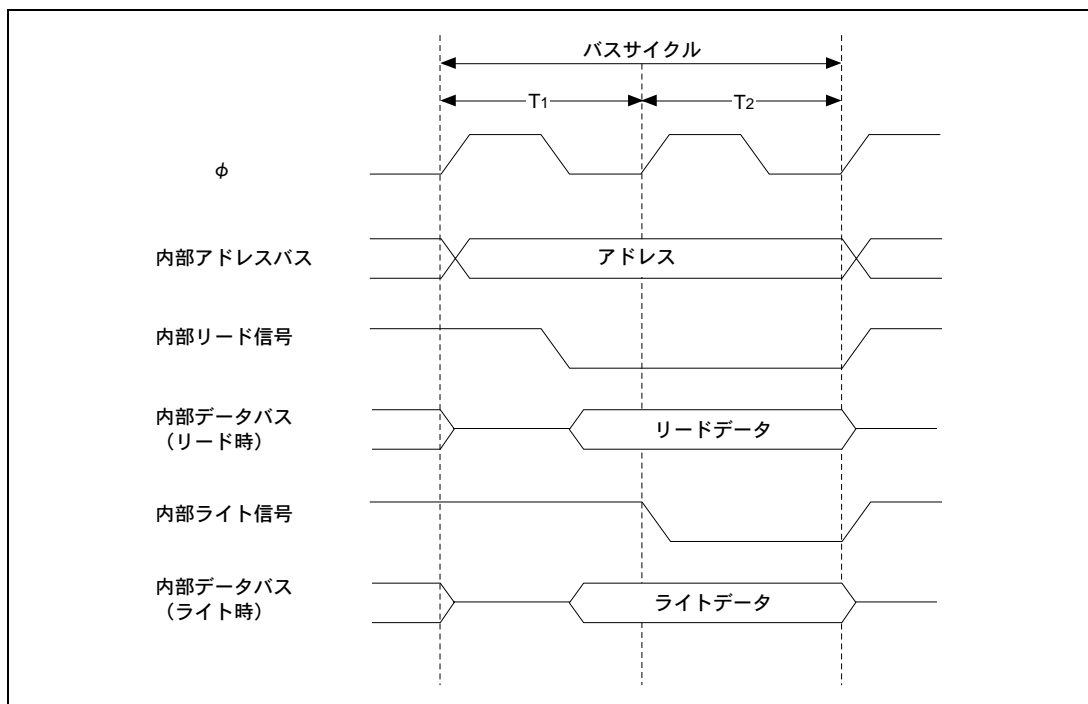 バスサイクル
T1
T2
φ
内部アドレスバス
アドレス
内部リード信号
内部データバス
（リード時）
リードデータ
内部ライト信号
内部データバス
（ライト時）
ライトデータ